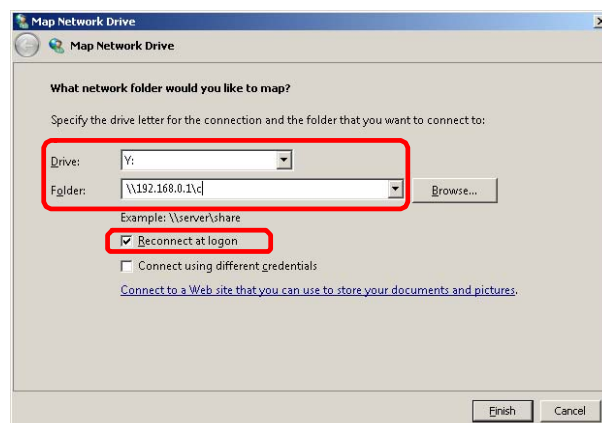 Map Network Drive
Map Network Drive
What network folder would you like to map?
Specify the drive letter for the connection and the folder that you want to connect to:
Drive: Y:
Folder: \\192.168.0.1\c Browse...
Example: \\server\share
Reconnect at logon
Connect using different credentials
Connect to a Web site that you can use to store your documents and pictures.
Finish Cancel